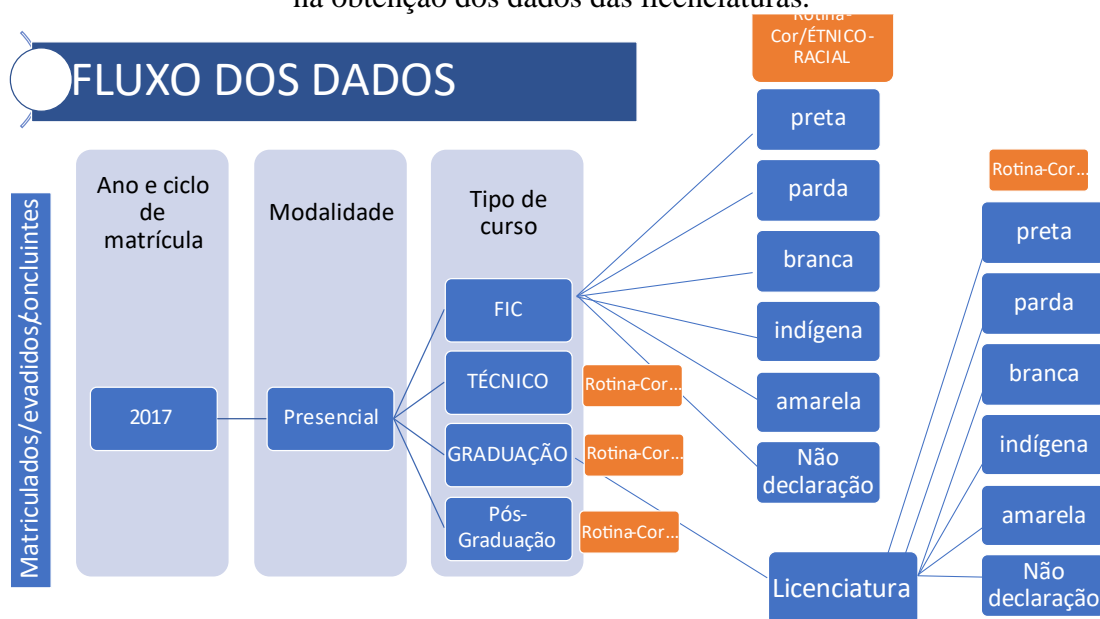 na obtenção dos dados das licenciaturas.
FLUXO DOS DADOS
Matriculados/evadidos/concluintes
Ano e ciclo
de
matrícula
2017
Modalidade
Presencial
Tipo de
curso
FIC
TÉCNICO
GRADUAÇÃO
Pós-
Graduação
Rotina-Cor...
Rotina-Cor...
Rotina-Cor...
Rotina-
Cor/ÉTNICO-
RACIAL
preta
parda
branca
indígena
amarela
Não
declaração
Licenciatura
Rotina-Cor...
preta
parda
branca
indígena
amarela
Não
declaração